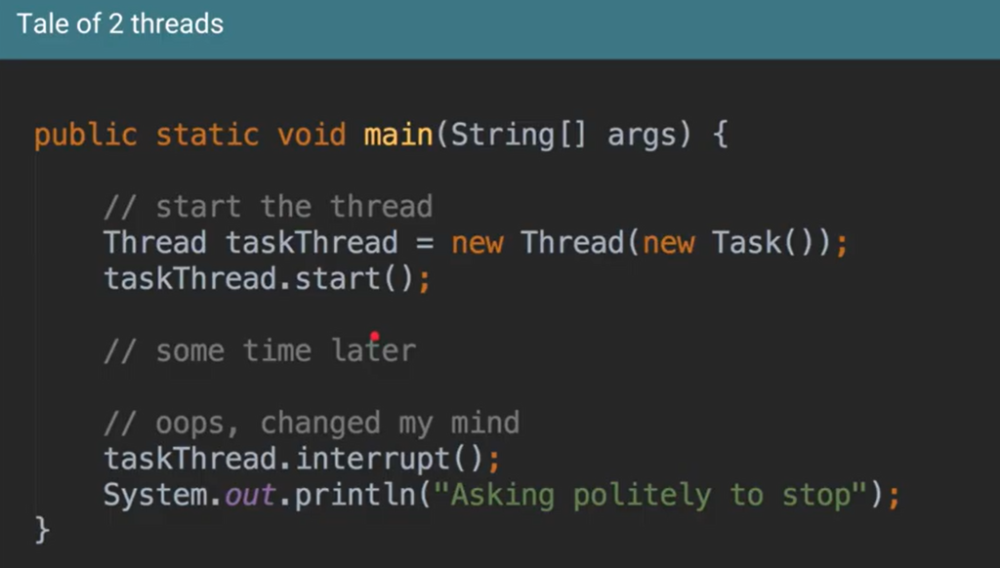 Tale of 2 threads
public static void main(String[] args) {
// start the thread
Thread taskThread = new Thread(new Task());
taskThread.start();
// some time later
// oops, changed my mind
taskThread.interrupt();
System.out.println("Asking politely to stop");
}